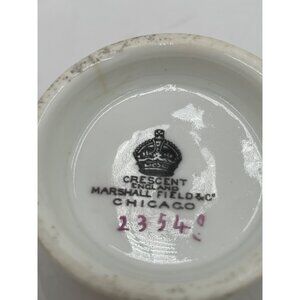 CRESCENT
ENGLAND
MARSHALL FIELD & Cº
CHICAGO
2354